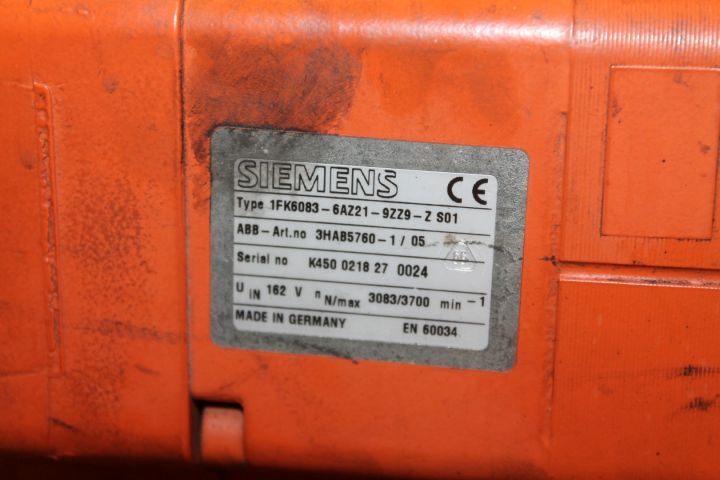 SIEMENS CE
Type 1FK6083-6AZ21-9ZZ9-Z S01
ABB-Art.no 3HAB5760-1 / 05
Serial no K450 0218 27 0024
U IN 162 V n N/max 3083/3700 min -1
MADE IN GERMANY EN 60034